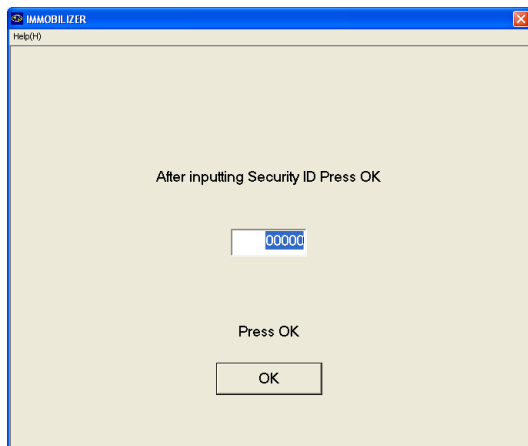 IMMOBILIZER
Help(H)
After inputting Security ID Press OK
00000
Press OK
OK